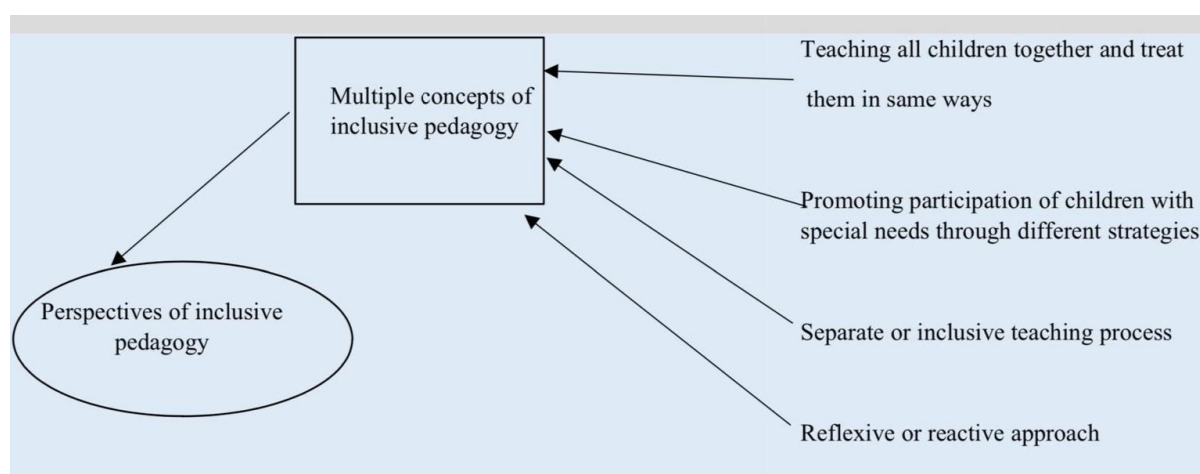 Teaching all children together and treat
them in same ways
Multiple concepts of
inclusive pedagogy
Promoting participation of children with
special needs through different strategies
Perspectives of inclusive
pedagogy
Separate or inclusive teaching process
Reflexive or reactive approach